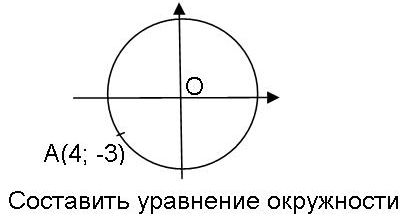 O
A(4; -3)
Составить уравнение окружности